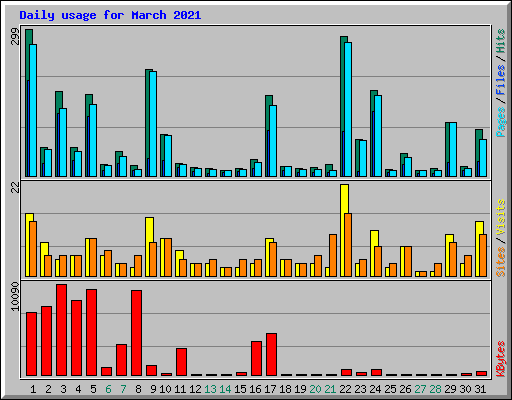 Daily usage for March 2021
299
22
10090
Pages / Files / Hits
Sites / Visits
KBytes
1 2 3 4 5 6 7 8 9 10 11 12 13 14 15 16 17 18 19 20 21 22 23 24 25 26 27 28 29 30 31